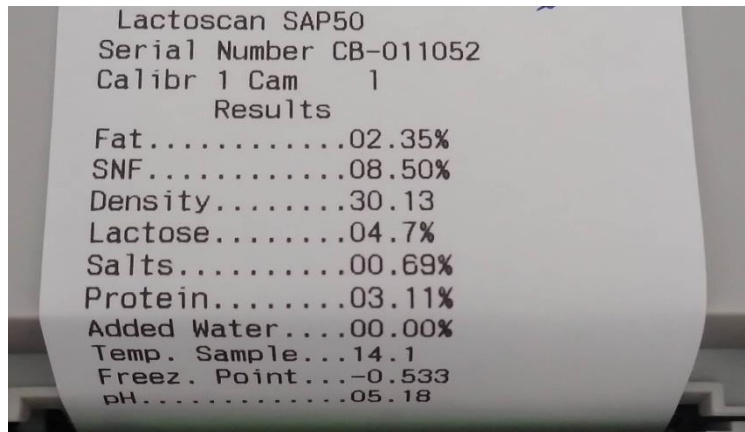 Lactoscan SAP50
Serial Number CB-011052
Calibr 1 Cam 1
Results
Fat............02.35%
SNF............08.50%
Density........30.13
Lactose........04.7%
Salts..........00.69%
Protein........03.11%
Added Water....00.00%
Temp. Sample...14.1
Freez. Point...-0.533
pH.............05.18